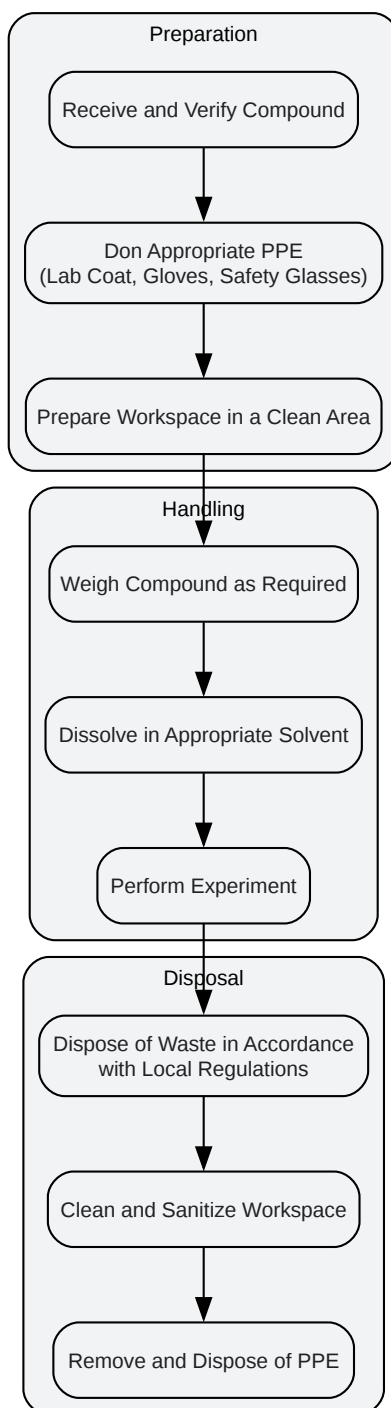 Preparation
Receive and Verify Compound
Don Appropriate PPE
(Lab Coat, Gloves, Safety Glasses)
Prepare Workspace in a Clean Area
Handling
Weigh Compound as Required
Dissolve in Appropriate Solvent
Perform Experiment
Disposal
Dispose of Waste in Accordance
with Local Regulations
Clean and Sanitize Workspace
Remove and Dispose of PPE